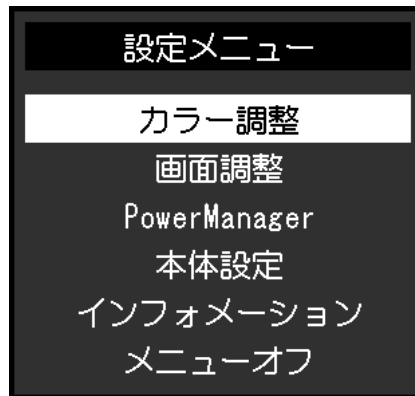 設定メニュー
カラー調整
画面調整
PowerManager
本体設定
インフォメーション
メニューオフ